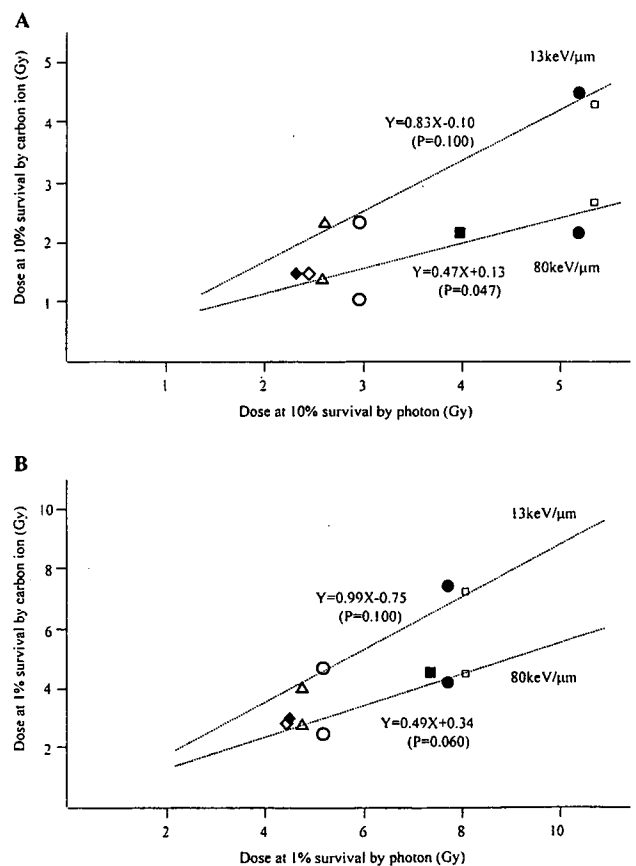 A
13keV/μm
Y=0.83X-0.10
(P=0.100)
Y=0.47X+0.13
(P=0.047)
80keV/μm
Dose at 10% survival by carbon ion (Gy)
5
4
3
2
1
1 2 3 4 5
Dose at 10% survival by photon (Gy)
B
13keV/μm
Y=0.99X-0.75
(P=0.100)
80keV/μm
Y=0.49X+0.34
(P=0.060)
Dose at 1% survival by carbon ion (Gy)
10
8
6
4
2
2 4 6 8 10
Dose at 1% survival by photon (Gy)